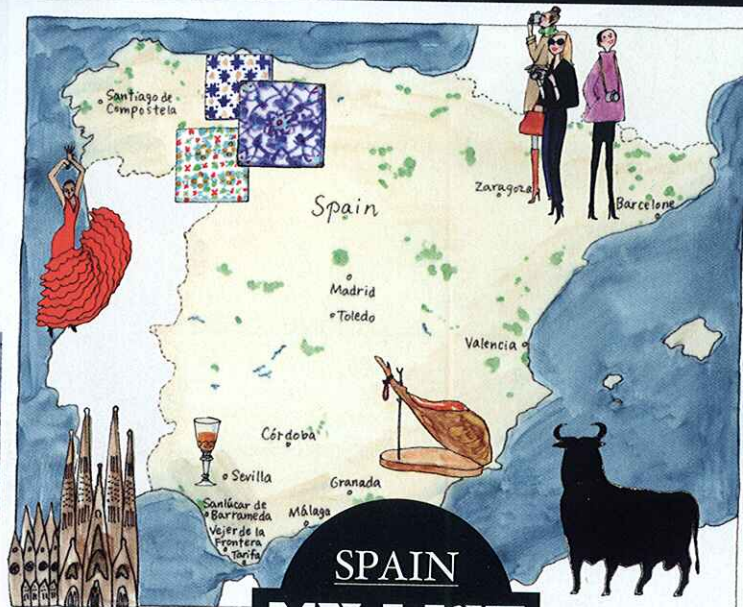 Santiago de
Compostela
Spain
Zaragoza
Barcelone
Madrid
Toledo
Valencia
Córdoba
Sevilla
Granada
Sanlúcar de
Barrameda
Málaga
Vejer de la
Frontera
Tarifa
SPAIN